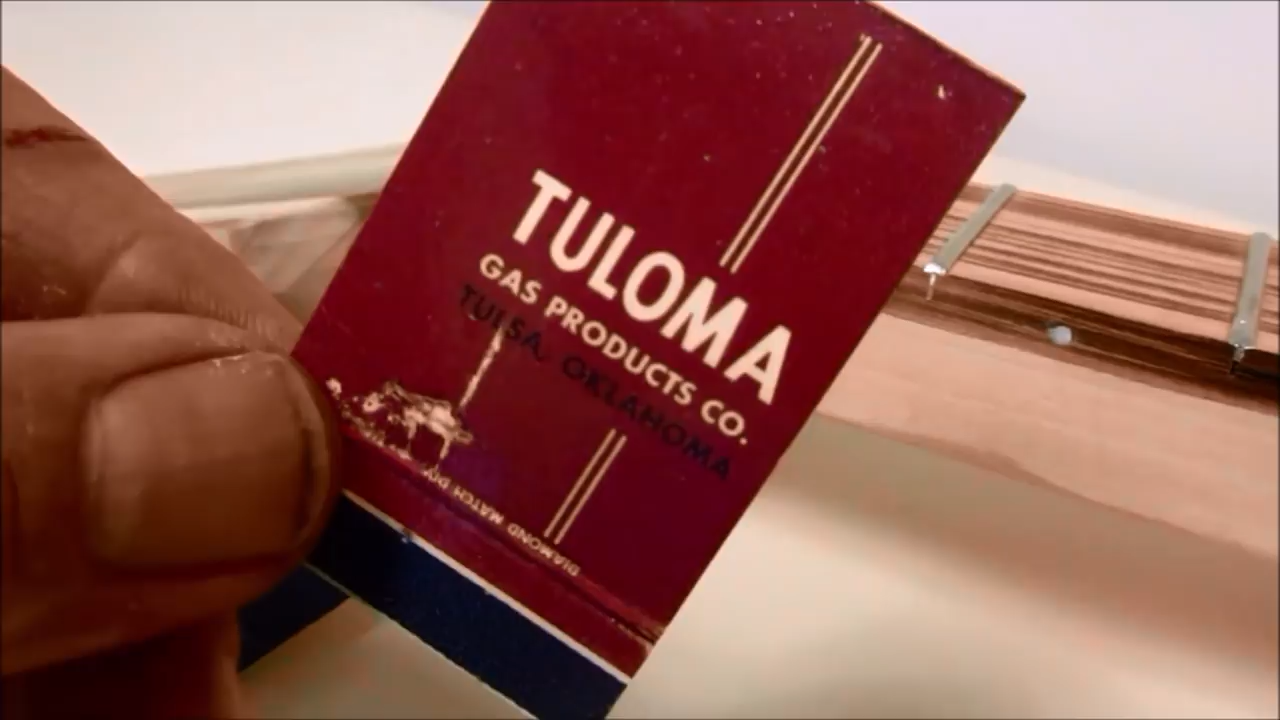 TULOMA
GAS PRODUCTS CO.
TULSA, OKLAHOMA
DIAMOND MATCH